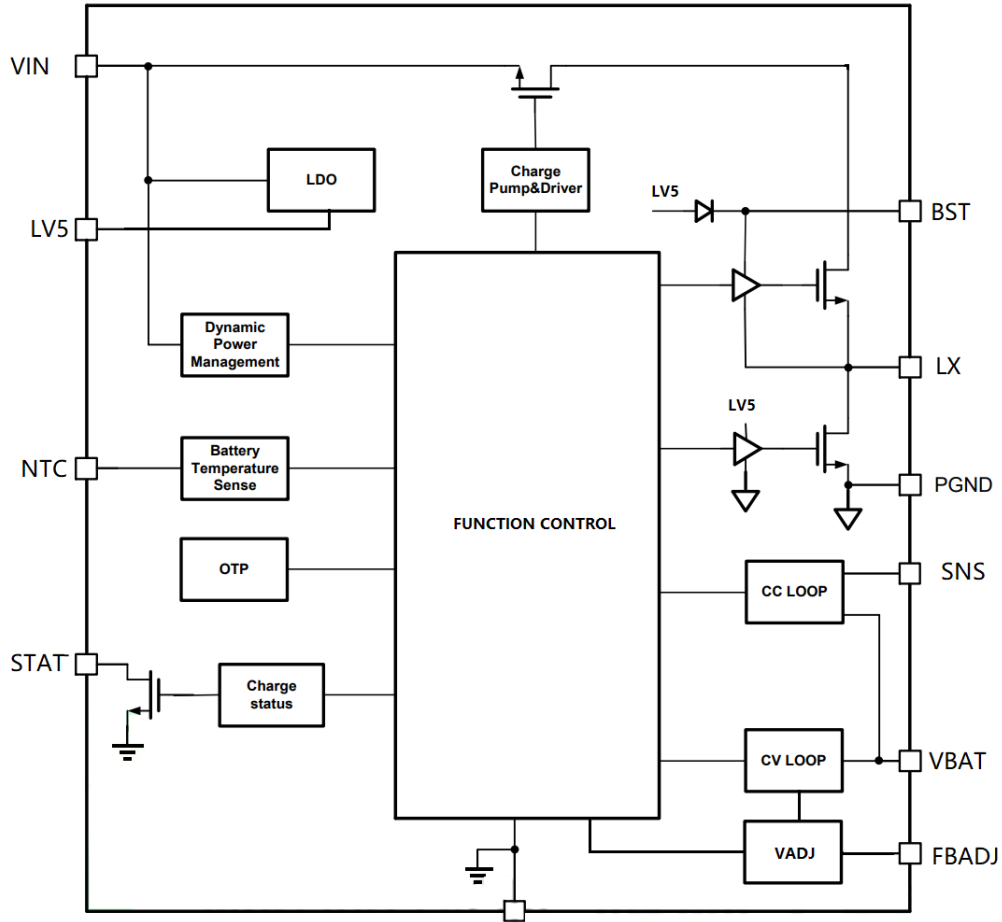 VIN
LDO
Charge
Pump&Driver
LV5
BST
LV5
Dynamic
Power
Management
LX
LV5
NTC
Battery
Temperature
Sense
PGND
FUNCTION CONTROL
OTP
SNS
CC LOOP
STAT
Charge
status
CV LOOP
VBAT
VADJ
FBADJ